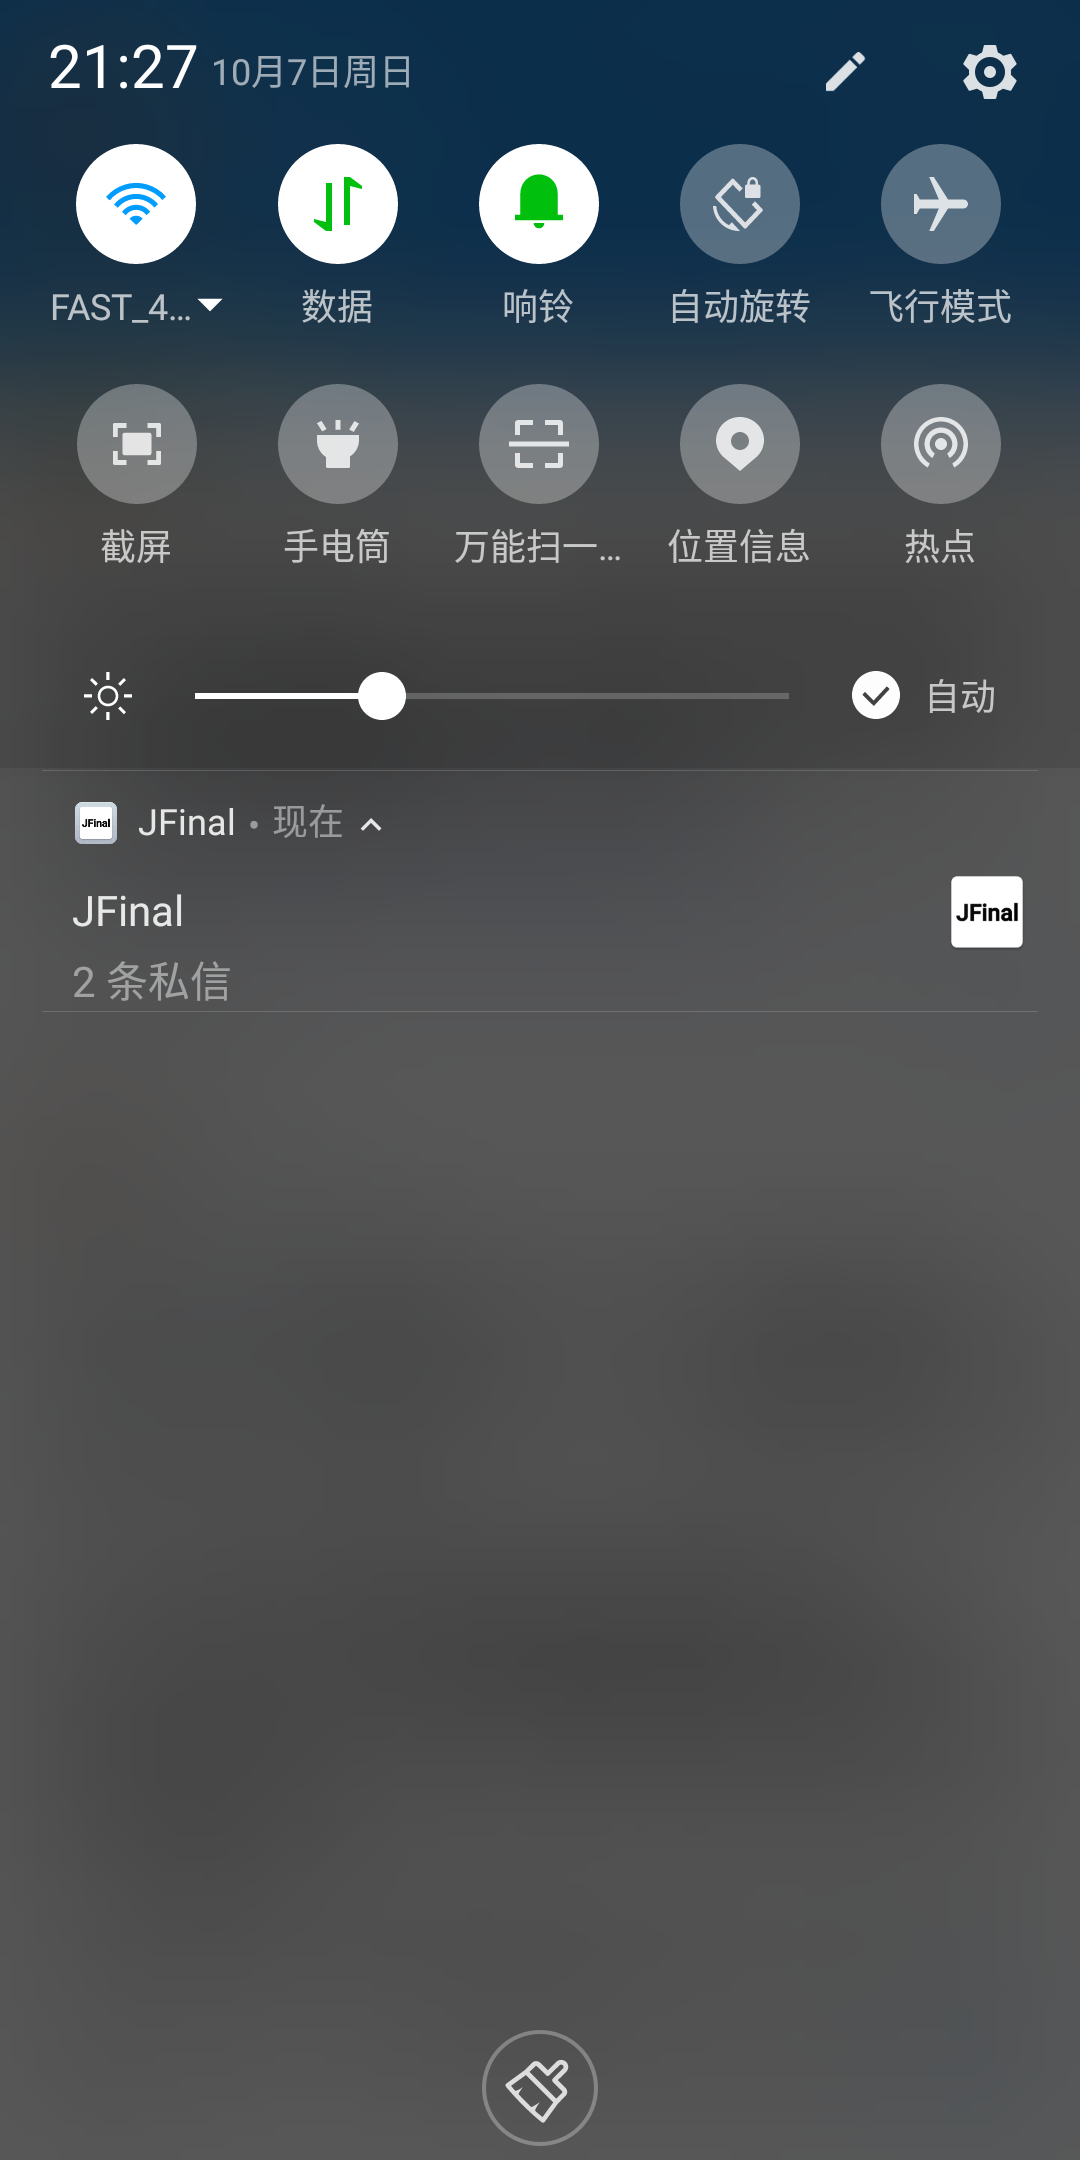 21:27 10月7日周日
FAST_4... 数据 响铃 自动旋转 飞行模式
截屏 手电筒 万能扫一... 位置信息 热点
自动
JFinal JFinal • 现在
JFinal JFinal
2 条私信